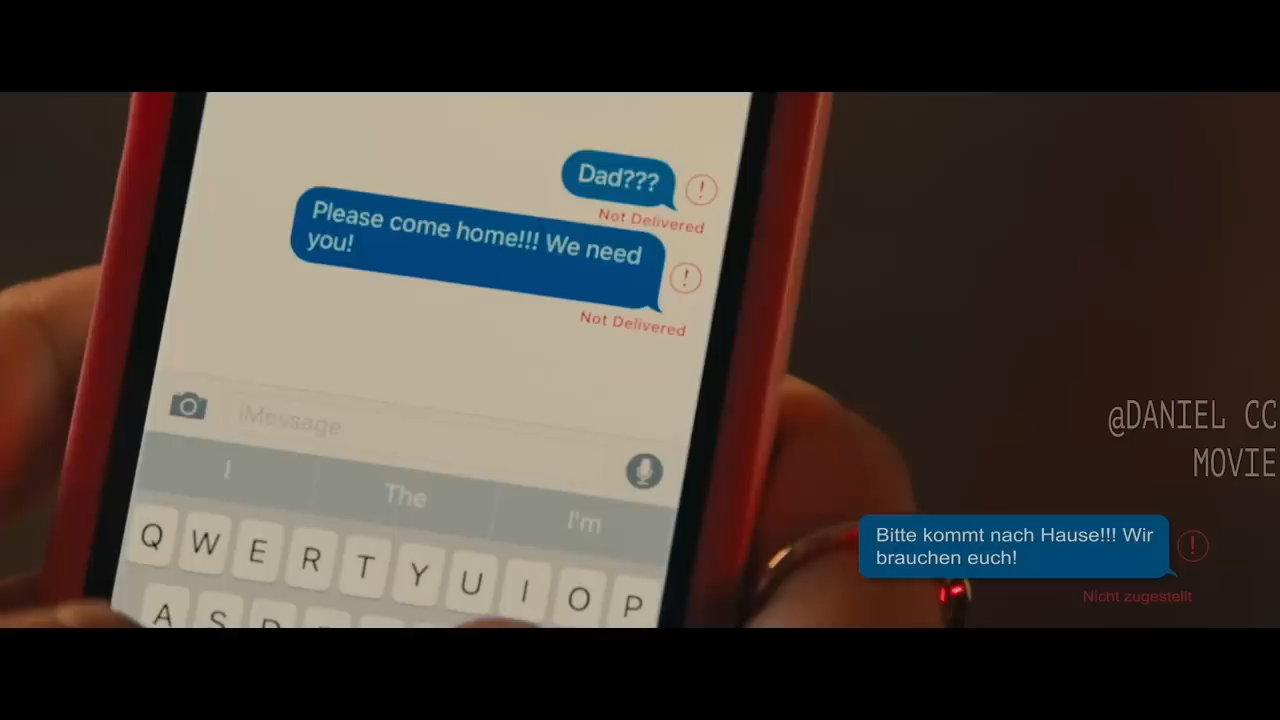 Dad???
!
Not Delivered
Please come home!!! We need
you!
!
Not Delivered
iMessage
I
The
I'm
Q W E R T Y U I O P
A S D
@DANIEL CC
MOVIE
Bitte kommt nach Hause!!! Wir
brauchen euch!
!
Nicht zugestellt